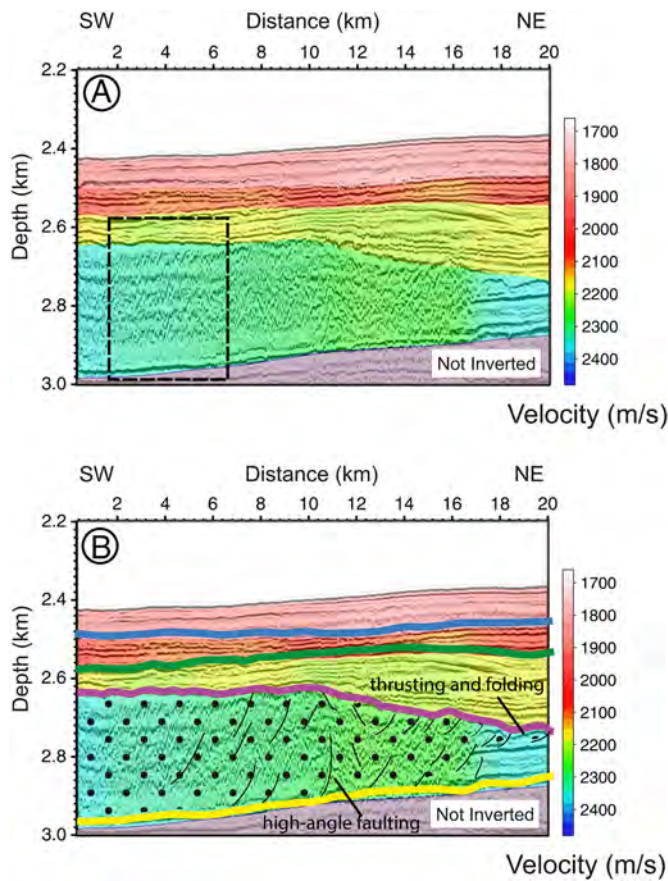 SW Distance (km) NE
2 4 6 8 10 12 14 16 18 20
A
2.2
2.4
2.6
2.8
3.0
Depth (km)
Not Inverted
1700
1800
1900
2000
2100
2200
2300
2400
Velocity (m/s)
SW Distance (km) NE
2 4 6 8 10 12 14 16 18 20
B
2.2
2.4
2.6
2.8
3.0
Depth (km)
thrusting and folding
high-angle faulting
Not Inverted
1700
1800
1900
2000
2100
2200
2300
2400
Velocity (m/s)